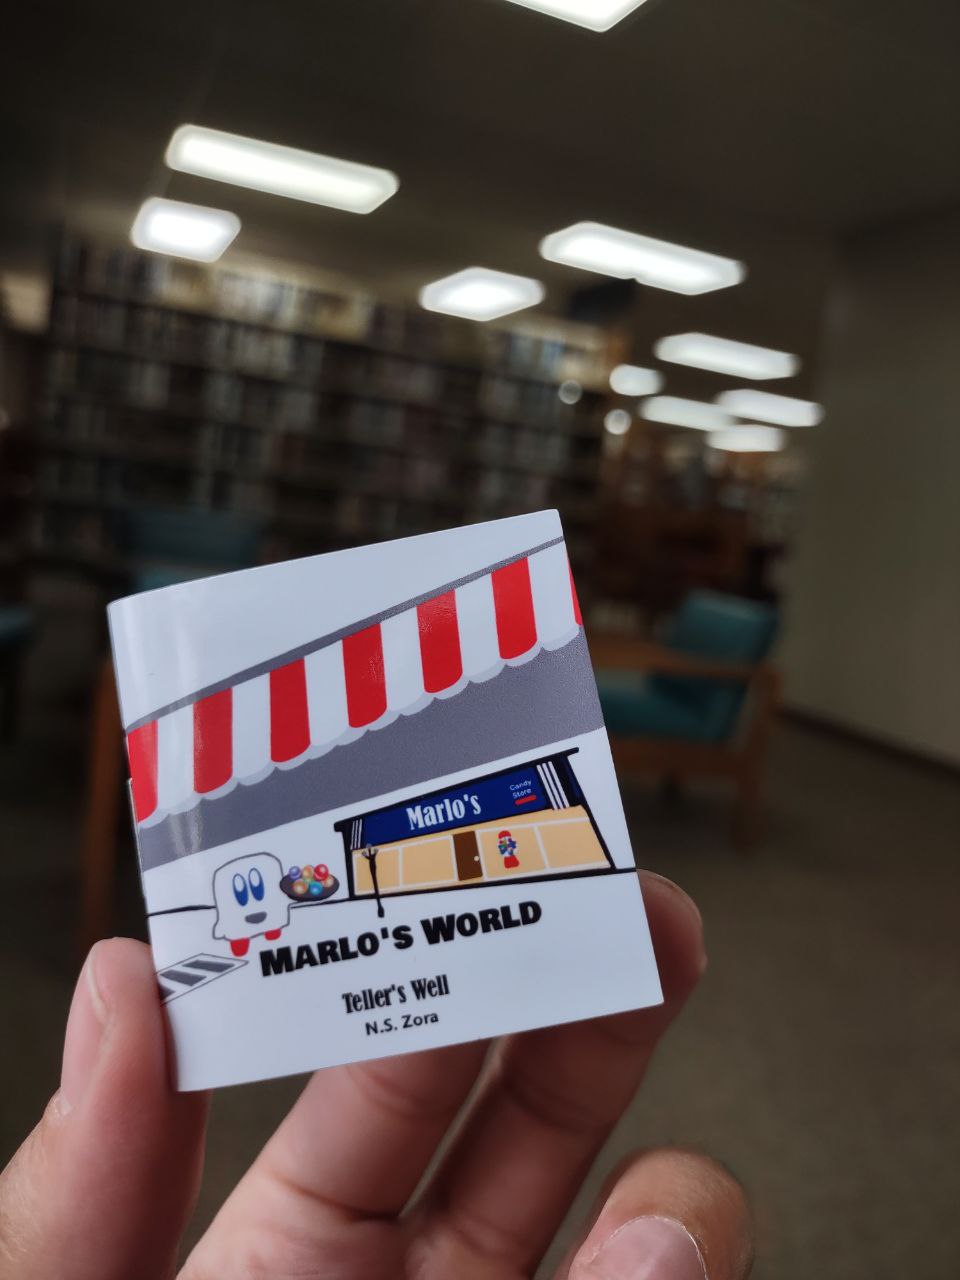 Marlo's
Candy
Store
MARLO'S WORLD
Teller's Well
N.S. Zora